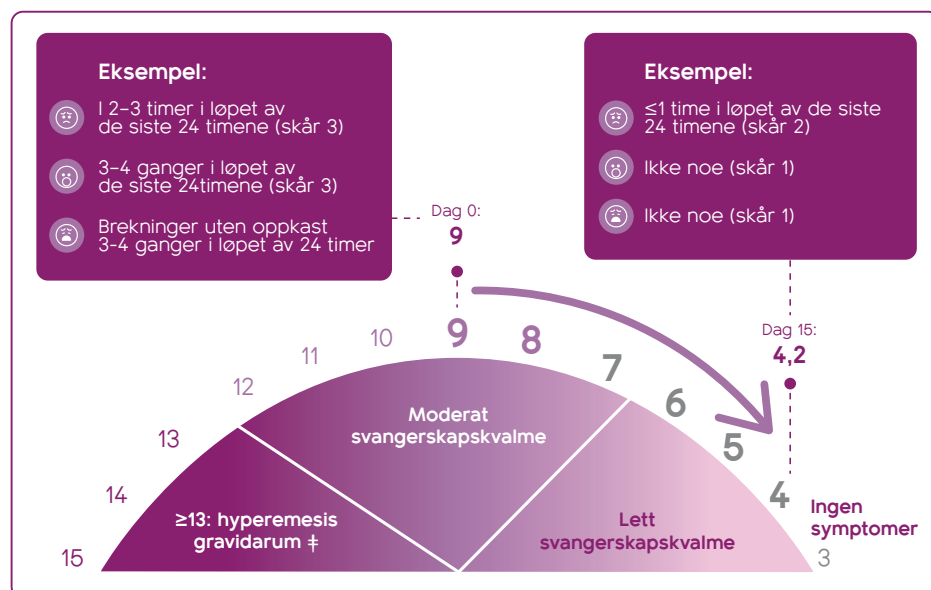 Eksempel:
I 2–3 timer i løpet av
de siste 24 timene (skår 3)
3–4 ganger i løpet av
de siste 24timene (skår 3)
Brekninger uten oppkast
3-4 ganger i løpet av 24 timer
Eksempel:
≤1 time i løpet av de siste
24 timene (skår 2)
Ikke noe (skår 1)
Ikke noe (skår 1)
Dag 0:
9
Dag 15:
4,2
15
14
13
12
11
10
9
8
7
6
5
4
3
Ingen
symptomer
≥13: hyperemesis
gravidarum ‡
Moderat
svangerskapskvalme
Lett
svangerskapskvalme